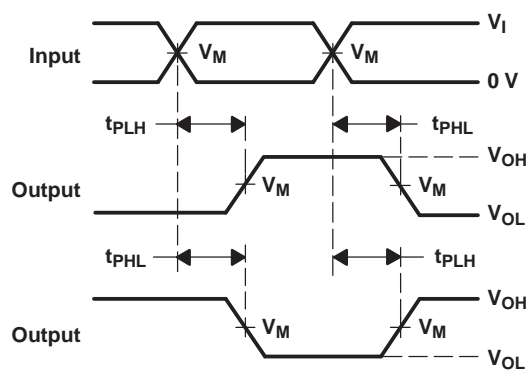 V_I
Input V_M V_M
0 V
t_PLH t_PHL
V_OH
Output V_M V_M
V_OL
t_PHL t_PLH
V_OH
Output V_M V_M
V_OL